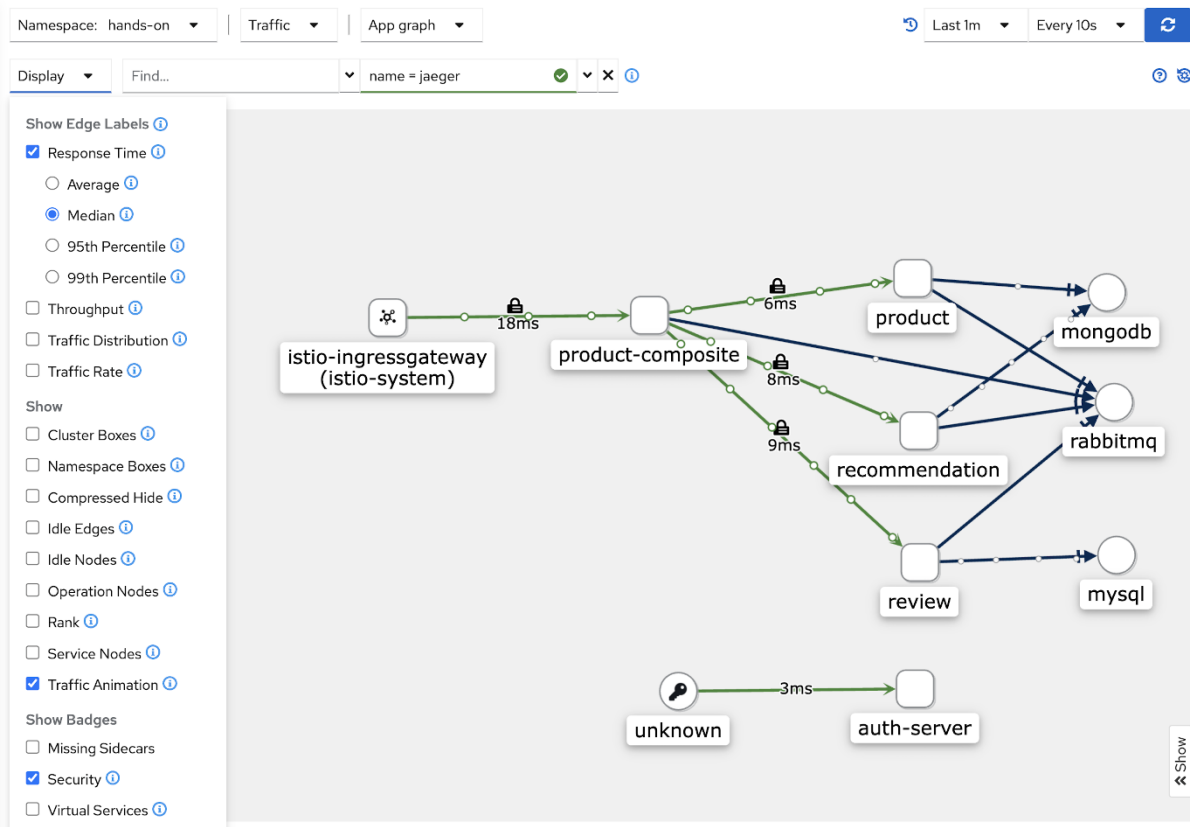 Namespace: hands-on
Traffic
App graph
Last 1m
Every 10s
Display
Find...
name = jaeger
Show Edge Labels
Response Time
Average
Median
95th Percentile
99th Percentile
Throughput
Traffic Distribution
Traffic Rate
Show
Cluster Boxes
Namespace Boxes
Compressed Hide
Idle Edges
Idle Nodes
Operation Nodes
Rank
Service Nodes
Traffic Animation
Show Badges
Missing Sidecars
Security
Virtual Services
istio-ingressgateway
(istio-system)
18ms
product-composite
6ms
8ms
9ms
product
recommendation
review
mongodb
rabbitmq
mysql
unknown
3ms
auth-server
Show